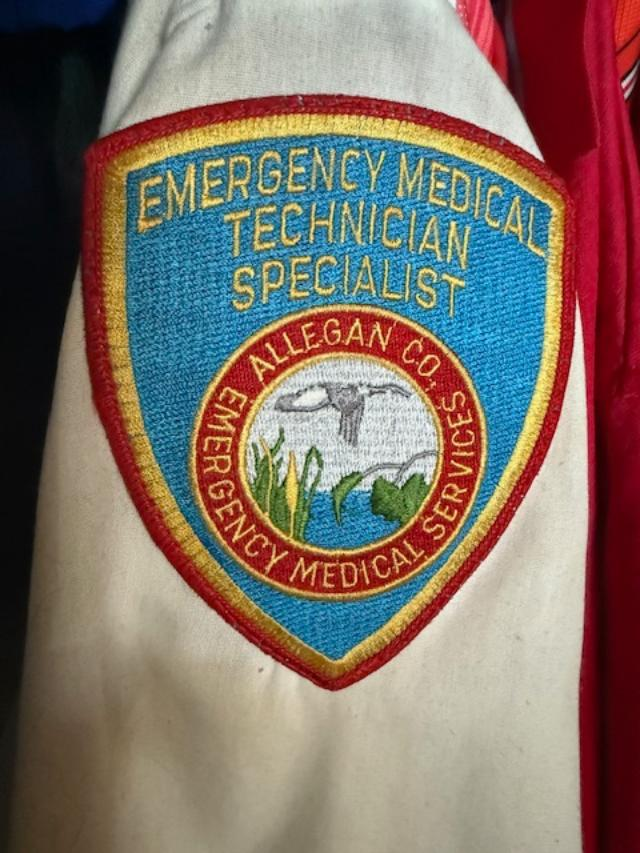 EMERGENCY MEDICAL
TECHNICIAN
SPECIALIST
ALLEGAN CO.
EMERGENCY MEDICAL SERVICES